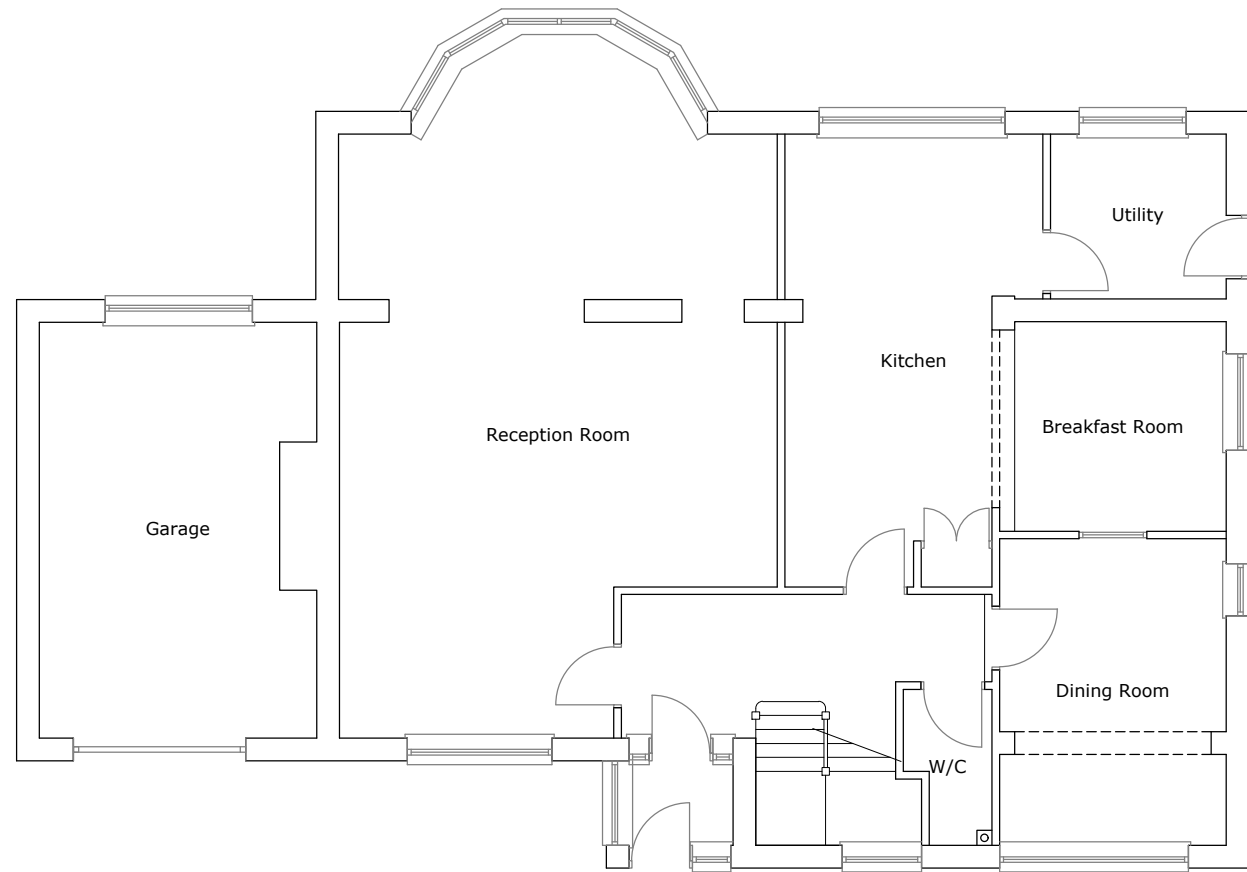 Utility
Kitchen
Breakfast Room
Reception Room
Garage
Dining Room
W/C